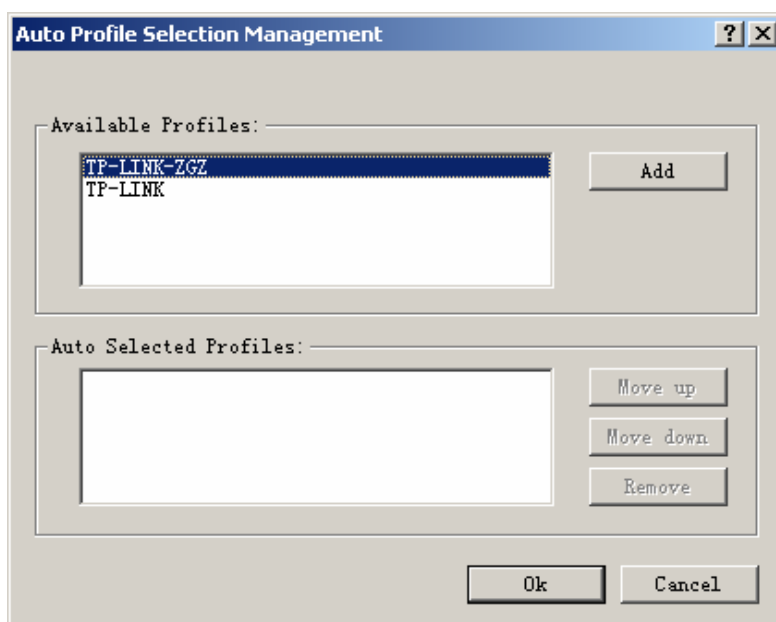 Auto Profile Selection Management
Available Profiles:
TP-LINK-ZGZ
TP-LINK
Add
Auto Selected Profiles:
Move up
Move down
Remove
Ok
Cancel